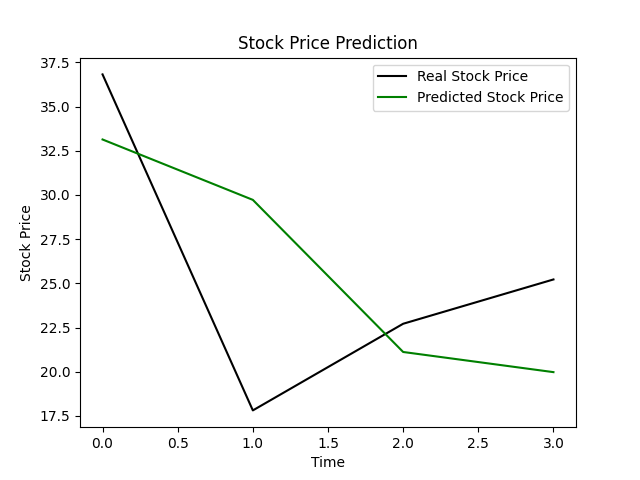 Stock Price Prediction
Real Stock Price
Predicted Stock Price
Stock Price
37.5
35.0
32.5
30.0
27.5
25.0
22.5
20.0
17.5
0.0 0.5 1.0 1.5 2.0 2.5 3.0
Time